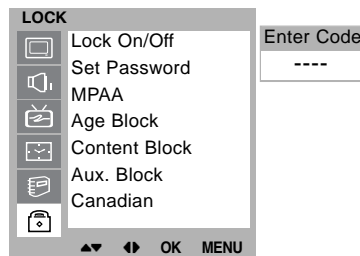 LOCK
Lock On/Off
Set Password
MPAA
Age Block
Content Block
Aux. Block
Canadian
▲▼ ◀▶ OK MENU
Enter Code
----